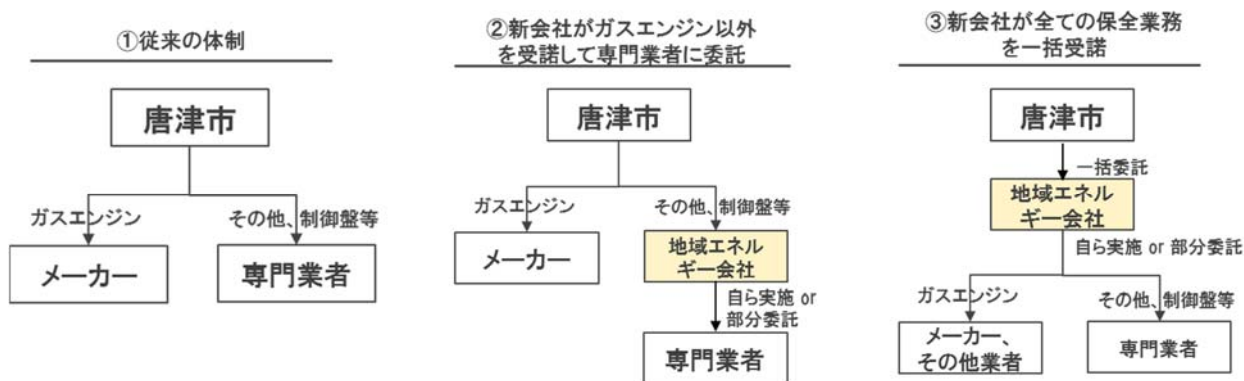 ①従来の体制
唐津市
ガスエンジン
その他、制御盤等
メーカー
専門業者
②新会社がガスエンジン以外
を受諾して専門業者に委託
唐津市
ガスエンジン
その他、制御盤等
メーカー
地域エネル
ギー会社
自ら実施 or
部分委託
専門業者
③新会社が全ての保全業務
を一括受諾
唐津市
一括委託
地域エネル
ギー会社
自ら実施 or 部分委託
ガスエンジン
その他、制御盤等
メーカー、
その他業者
専門業者